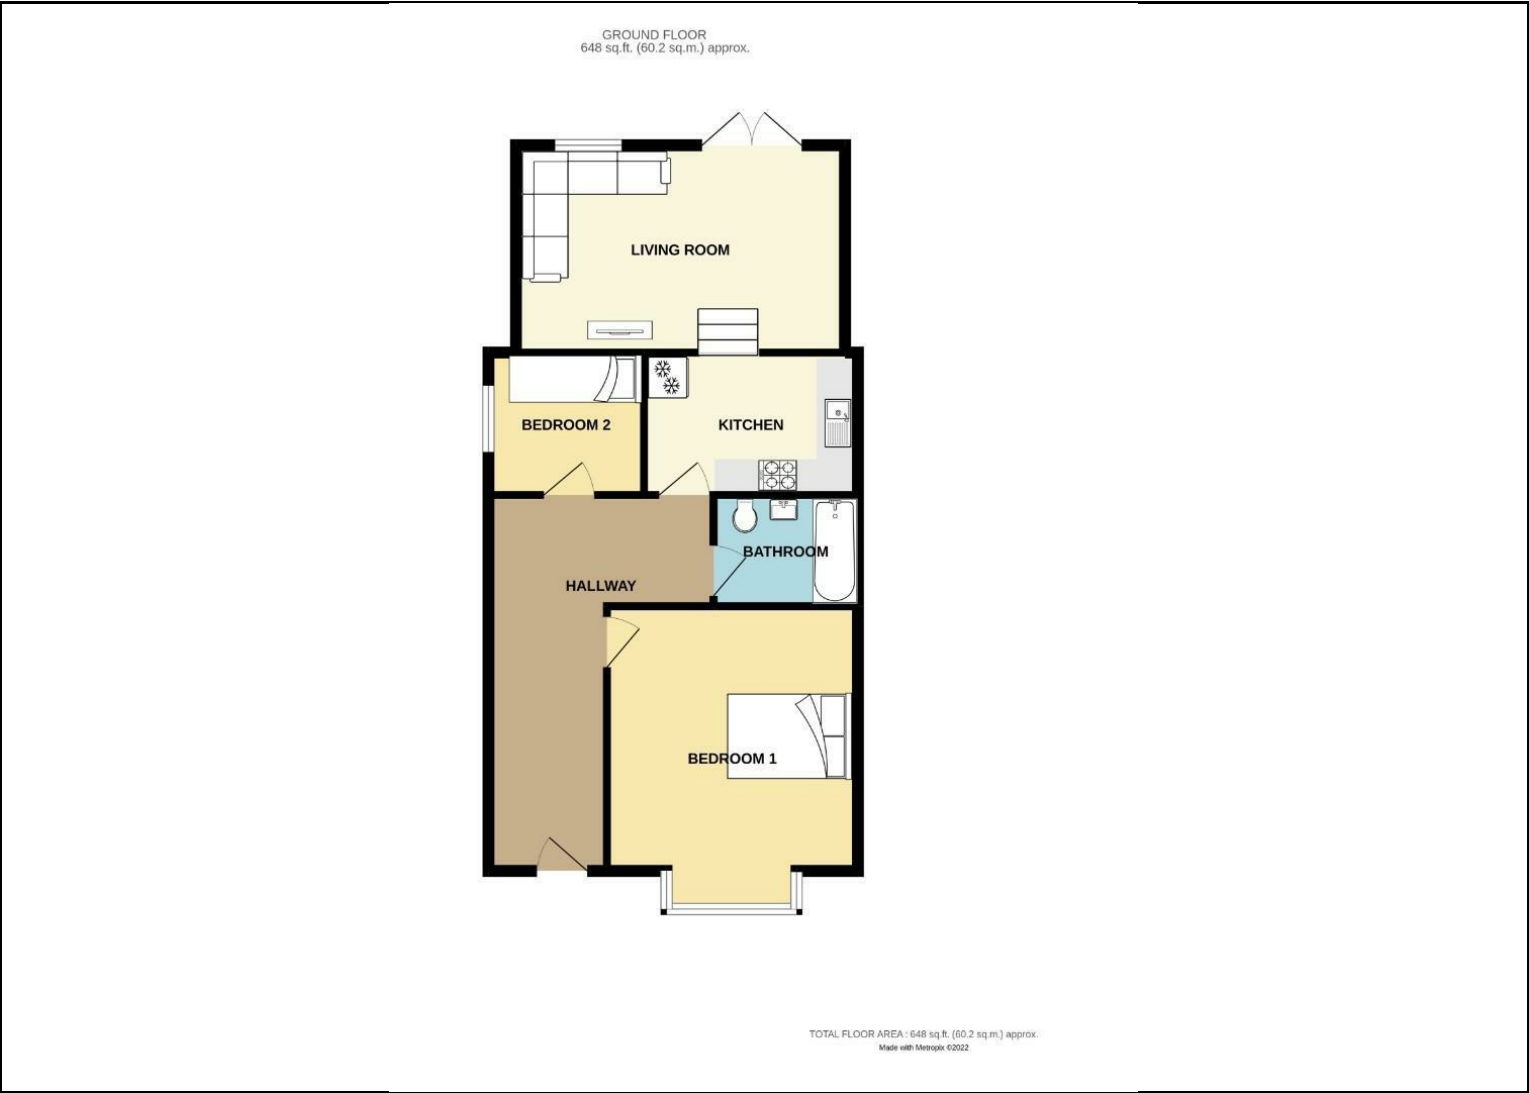 GROUND FLOOR
648 sq.ft. (60.2 sq.m.) approx.
LIVING ROOM
BEDROOM 2
KITCHEN
BATHROOM
HALLWAY
BEDROOM 1
TOTAL FLOOR AREA : 648 sq.ft. (60.2 sq.m.) approx.
Made with Metropix ©2022